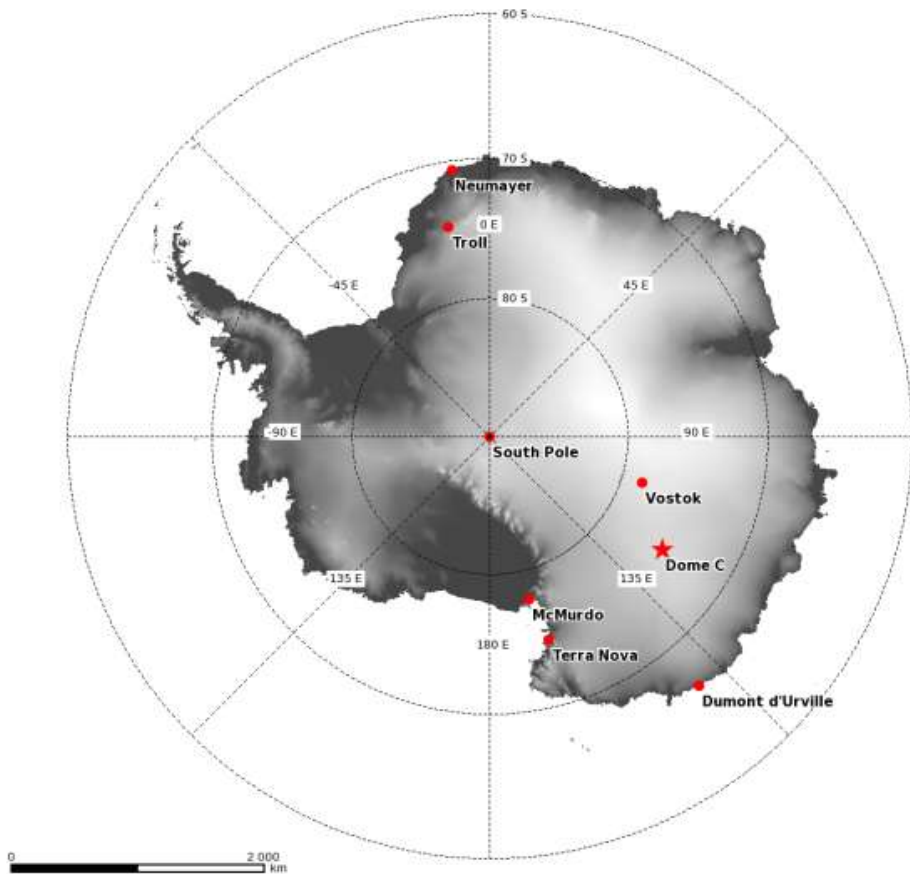 60 S
70 S
Neumayer
0 E
Troll
-45 E
45 E
80 S
-90 E
90 E
South Pole
Vostok
Dome C
-135 E
135 E
McMurdo
180 E
Terra Nova
Dumont d'Urville
0
2 000
km